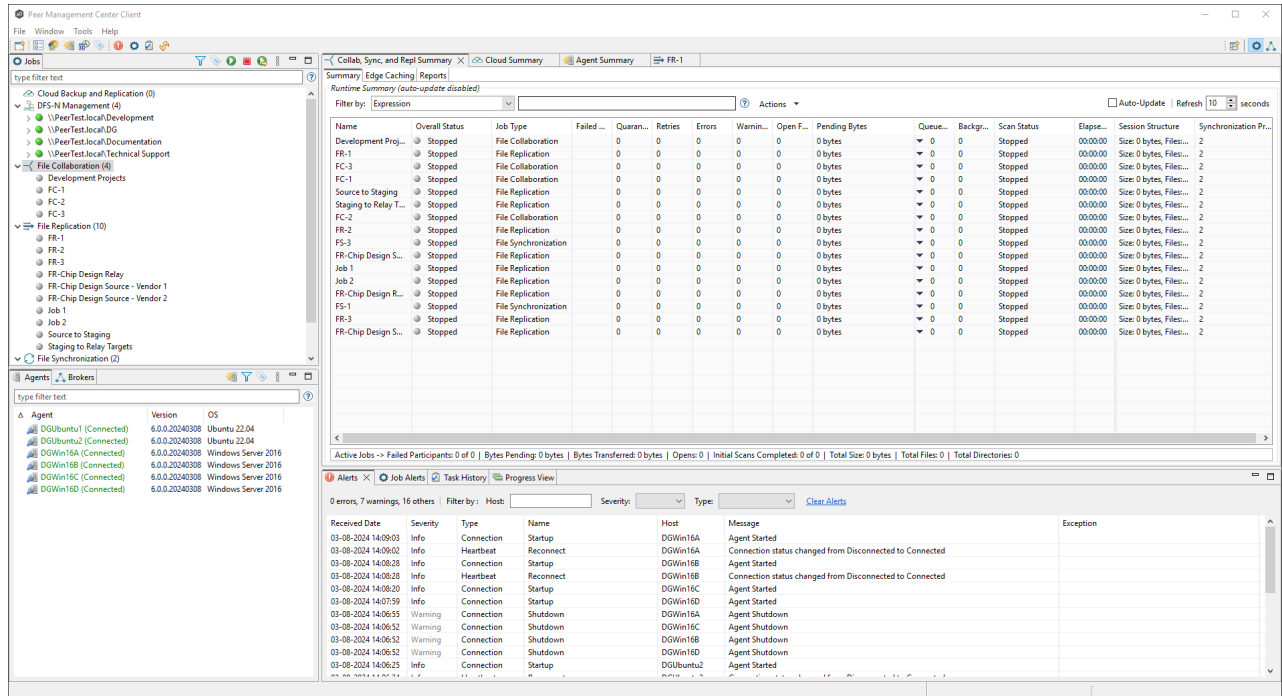 Peer Management Center Client
File Window Tools Help
Jobs
type filter text
Cloud Backup and Replication (0)
DFS-N Management (4)
\\PeerTest.local\Development
\\PeerTest.local\DG
\\PeerTest.local\Documentation
\\PeerTest.local\Technical Support
File Collaboration (4)
Development Projects
FC-1
FC-2
FC-3
File Replication (10)
FR-1
FR-2
FR-3
FR-Chip Design Relay
FR-Chip Design Source - Vendor 1
FR-Chip Design Source - Vendor 2
Job 1
Job 2
Source to Staging
Staging to Relay Targets
File Synchronization (2)
Agents Brokers
type filter text
Agent Version OS
DGUbuntu1 (Connected) 6.0.0.20240308 Ubuntu 22.04
DGUbuntu2 (Connected) 6.0.0.20240308 Ubuntu 22.04
DGWin16A (Connected) 6.0.0.20240308 Windows Server 2016
DGWin16B (Connected) 6.0.0.20240308 Windows Server 2016
DGWin16C (Connected) 6.0.0.20240308 Windows Server 2016
DGWin16D (Connected) 6.0.0.20240308 Windows Server 2016
Collab, Sync, and Repl Summary Cloud Summary Agent Summary FR-1
Summary Edge Caching Reports
Runtime Summary (auto-update disabled)
Filter by: Expression Actions Auto-Update Refresh 10 seconds
Name Overall Status Job Type Failed ... Quaran... Retries Errors Warnin... Open F... Pending Bytes Queue... Backgr... Scan Status Elapse... Session Structure Synchronization Pr...
Development Proj... Stopped File Collaboration 0 0 0 0 0 0 bytes 0 0 Stopped 00:00:00 Size: 0 bytes, Files:... 2
FR-1 Stopped File Replication 0 0 0 0 0 0 bytes 0 0 Stopped 00:00:00 Size: 0 bytes, Files:... 2
FC-3 Stopped File Collaboration 0 0 0 0 0 0 bytes 0 0 Stopped 00:00:00 Size: 0 bytes, Files:... 2
FC-1 Stopped File Collaboration 0 0 0 0 0 0 bytes 0 0 Stopped 00:00:00 Size: 0 bytes, Files:... 2
Source to Staging Stopped File Replication 0 0 0 0 0 0 bytes 0 0 Stopped 00:00:00 Size: 0 bytes, Files:... 2
Staging to Relay T... Stopped File Replication 0 0 0 0 0 0 bytes 0 0 Stopped 00:00:00 Size: 0 bytes, Files:... 2
FC-2 Stopped File Collaboration 0 0 0 0 0 0 bytes 0 0 Stopped 00:00:00 Size: 0 bytes, Files:... 2
FR-2 Stopped File Replication 0 0 0 0 0 0 bytes 0 0 Stopped 00:00:00 Size: 0 bytes, Files:... 2
FS-3 Stopped File Synchronization 0 0 0 0 0 0 bytes 0 0 Stopped 00:00:00 Size: 0 bytes, Files:... 2
FR-Chip Design S... Stopped File Replication 0 0 0 0 0 0 bytes 0 0 Stopped 00:00:00 Size: 0 bytes, Files:... 2
Job 1 Stopped File Replication 0 0 0 0 0 0 bytes 0 0 Stopped 00:00:00 Size: 0 bytes, Files:... 2
Job 2 Stopped File Replication 0 0 0 0 0 0 bytes 0 0 Stopped 00:00:00 Size: 0 bytes, Files:... 2
FR-Chip Design R... Stopped File Replication 0 0 0 0 0 0 bytes 0 0 Stopped 00:00:00 Size: 0 bytes, Files:... 2
FS-1 Stopped File Synchronization 0 0 0 0 0 0 bytes 0 0 Stopped 00:00:00 Size: 0 bytes, Files:... 2
FR-3 Stopped File Replication 0 0 0 0 0 0 bytes 0 0 Stopped 00:00:00 Size: 0 bytes, Files:... 2
FR-Chip Design S... Stopped File Replication 0 0 0 0 0 0 bytes 0 0 Stopped 00:00:00 Size: 0 bytes, Files:... 2
Active Jobs -> Failed Participants: 0 of 0 | Bytes Pending: 0 bytes | Bytes Transferred: 0 bytes | Opens: 0 | Initial Scans Completed: 0 of 0 | Total Size: 0 bytes | Total Files: 0 | Total Directories: 0
Alerts Job Alerts Task History Progress View
0 errors, 7 warnings, 16 others Filter by : Host: Severity: Type: Clear Alerts
Received Date Severity Type Name Host Message Exception
03-08-2024 14:09:03 Info Connection Startup DGWin16A Agent Started
03-08-2024 14:09:02 Info Heartbeat Reconnect DGWin16A Connection status changed from Disconnected to Connected
03-08-2024 14:08:28 Info Connection Startup DGWin16B Agent Started
03-08-2024 14:08:28 Info Heartbeat Reconnect DGWin16B Connection status changed from Disconnected to Connected
03-08-2024 14:08:20 Info Connection Startup DGWin16C Agent Started
03-08-2024 14:07:59 Info Connection Startup DGWin16D Agent Started
03-08-2024 14:06:55 Warning Connection Shutdown DGWin16A Agent Shutdown
03-08-2024 14:06:52 Warning Connection Shutdown DGWin16C Agent Shutdown
03-08-2024 14:06:52 Warning Connection Shutdown DGWin16B Agent Shutdown
03-08-2024 14:06:52 Warning Connection Shutdown DGWin16D Agent Shutdown
03-08-2024 14:06:25 Info Connection Startup DGUbuntu2 Agent Started